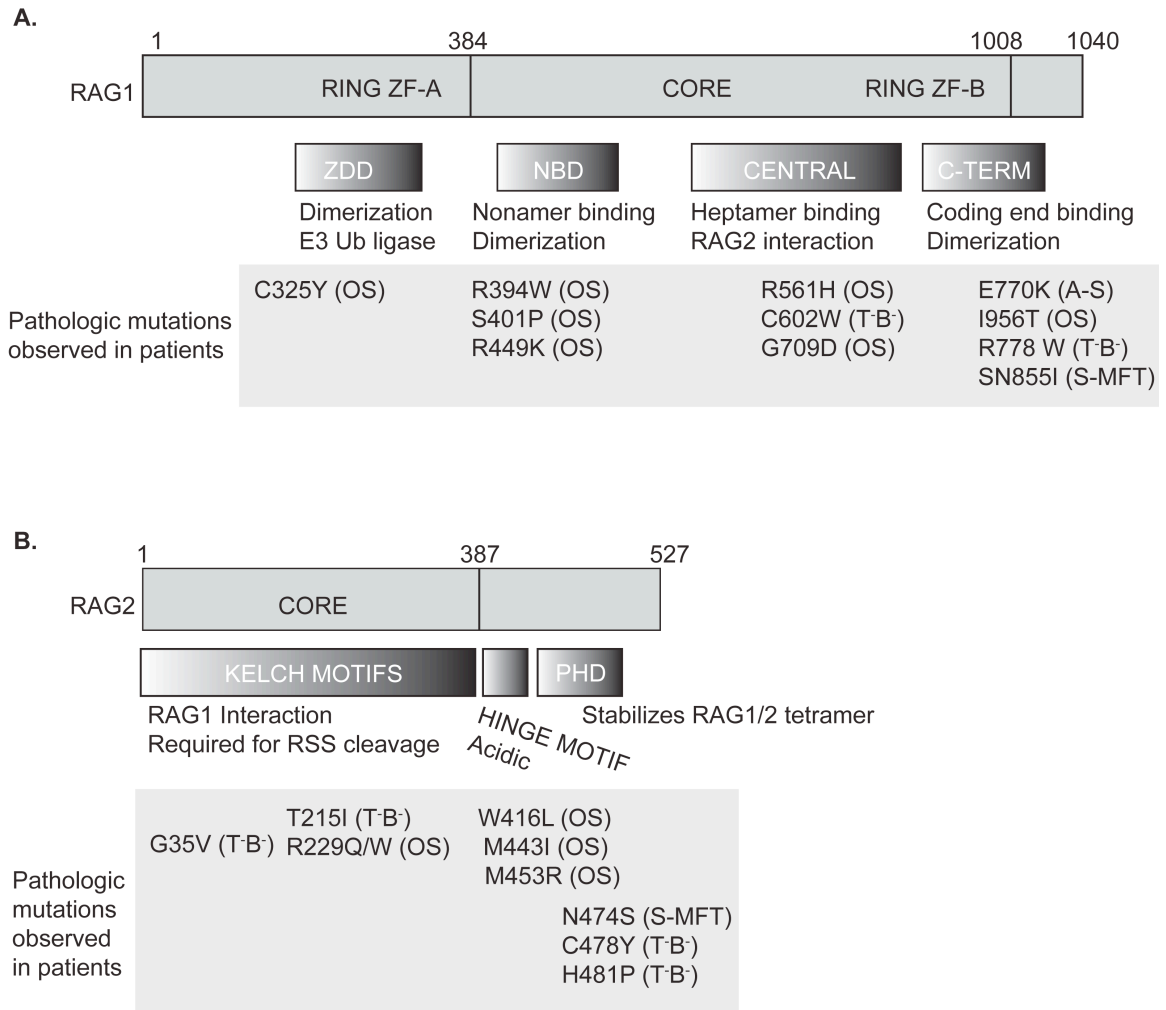 A.
1 384 1008 1040
RAG1 RING ZF-A CORE RING ZF-B
ZDD NBD CENTRAL C-TERM
Dimerization Nonamer binding Heptamer binding Coding end binding
E3 Ub ligase Dimerization RAG2 interaction Dimerization
Pathologic mutations
observed in patients
C325Y (OS) R394W (OS) R561H (OS) E770K (A-S)
S401P (OS) C602W (T-B-) I956T (OS)
R449K (OS) G709D (OS) R778 W (T-B-)
SN855I (S-MFT)
B.
1 387 527
RAG2 CORE
KELCH MOTIFS PHD
RAG1 Interaction
Required for RSS cleavage
HINGE MOTIF
Acidic
Stabilizes RAG1/2 tetramer
Pathologic
mutations
observed
in patients
G35V (T-B-)
T215I (T-B-)
R229Q/W (OS)
W416L (OS)
M443I (OS)
M453R (OS)
N474S (S-MFT)
C478Y (T-B-)
H481P (T-B-)